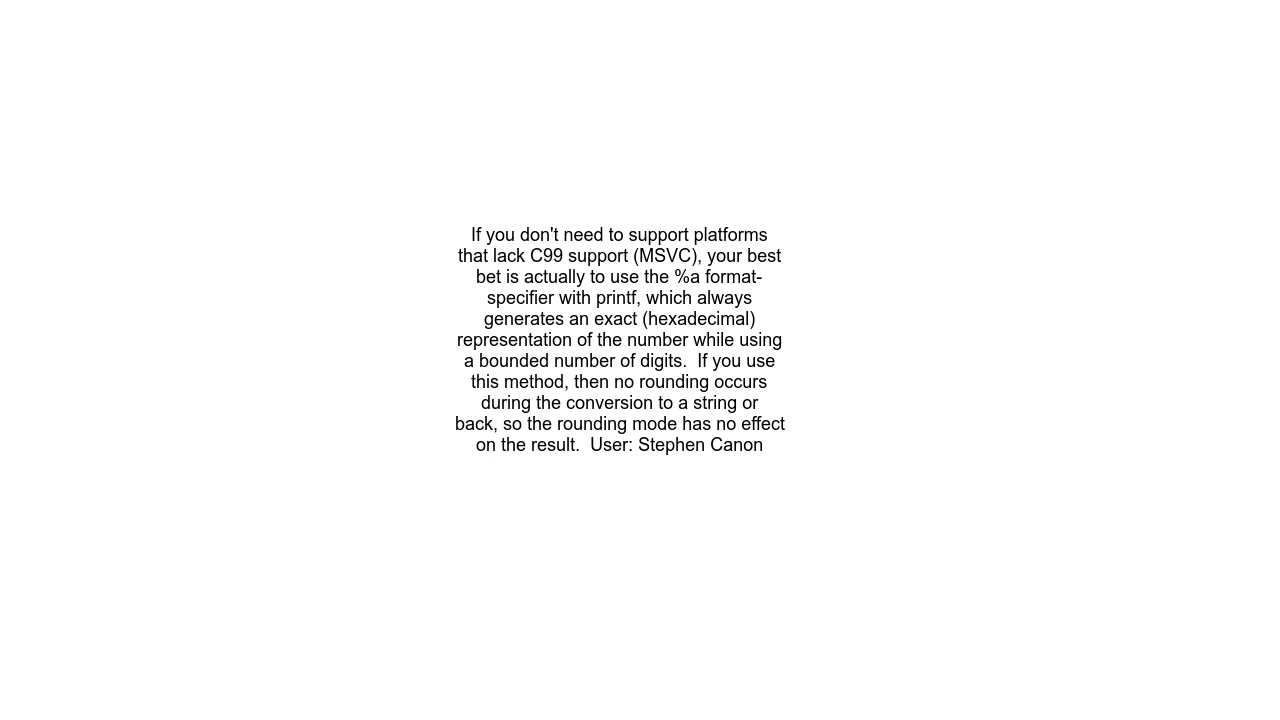 If you don't need to support platforms
that lack C99 support (MSVC), your best
bet is actually to use the %a format-
specifier with printf, which always
generates an exact (hexadecimal)
representation of the number while using
a bounded number of digits.  If you use
this method, then no rounding occurs
during the conversion to a string or
back, so the rounding mode has no effect
on the result.  User: Stephen Canon